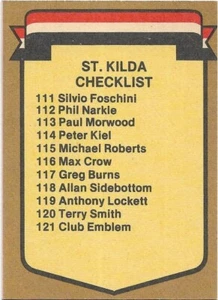 ST. KILDA
CHECKLIST
111 Silvio Foschini
112 Phil Narkle
113 Paul Morwood
114 Peter Kiel
115 Michael Roberts
116 Max Crow
117 Greg Burns
118 Allan Sidebottom
119 Anthony Lockett
120 Terry Smith
121 Club Emblem